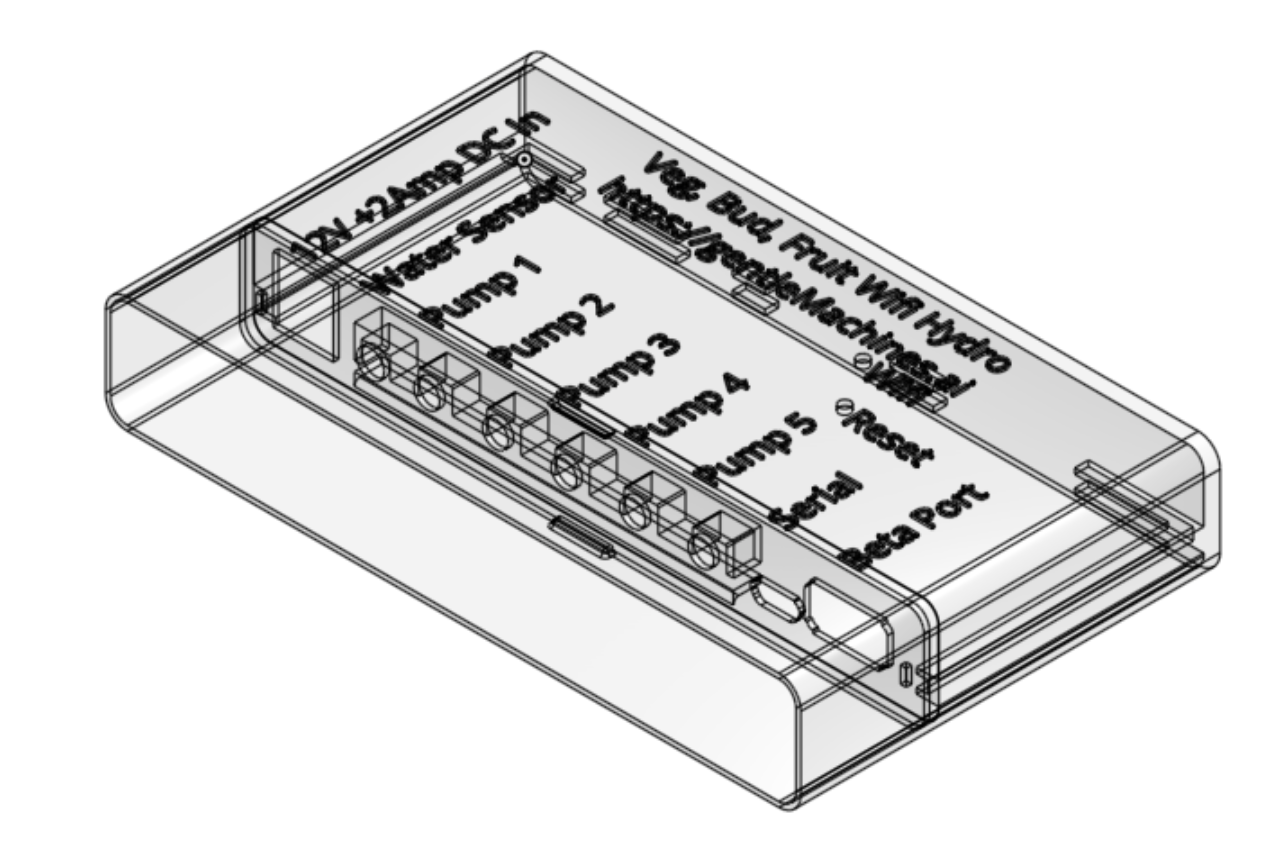 2V +2Amp DC In
Water Sensor
Pump 1
Pump 2
Pump 3
Pump 4
Pump 5
Serial
Beta Port
Veg, Bud, Fruit Wifi Hydro
https://gentleMachines.ai
Wifi
Reset